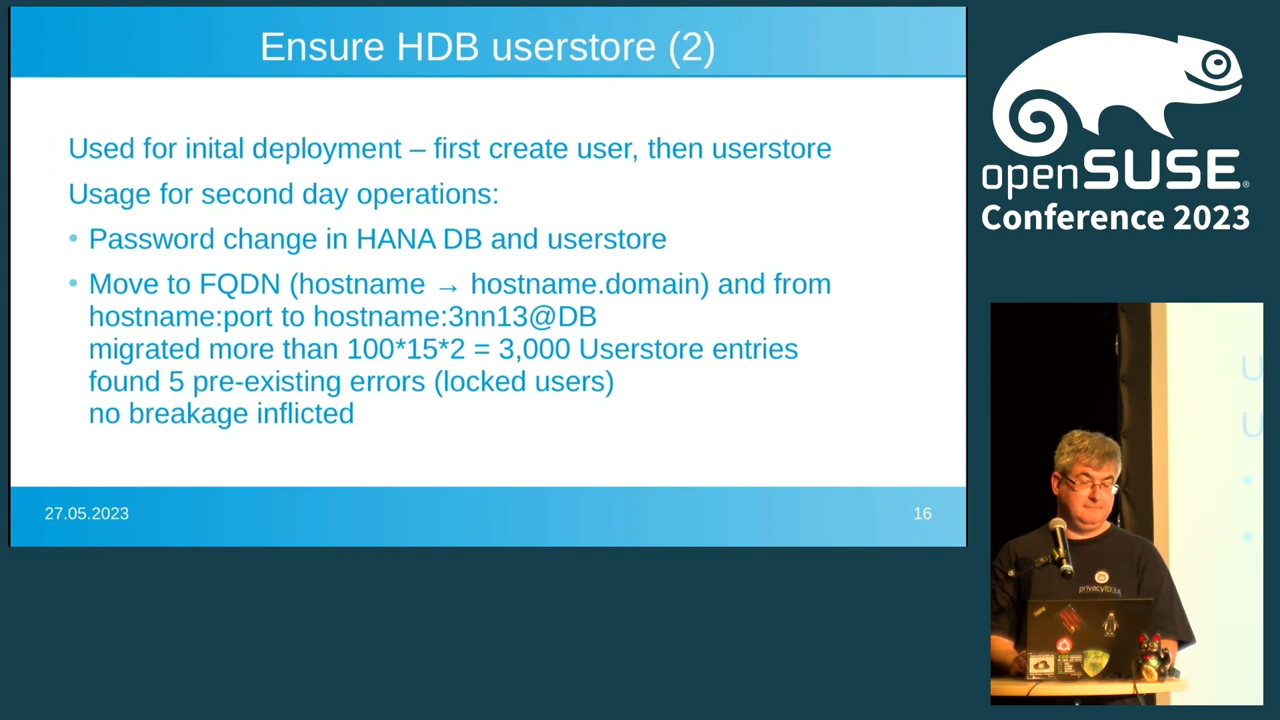 Ensure HDB userstore (2)
Used for inital deployment – first create user, then userstore
Usage for second day operations:
• Password change in HANA DB and userstore
• Move to FQDN (hostname → hostname.domain) and from
hostname:port to hostname:3nn13@DB
migrated more than 100*15*2 = 3,000 Userstore entries
found 5 pre-existing errors (locked users)
no breakage inflicted
27.05.2023
16
openSUSE®
Conference 2023
U
U
privacyIDEA